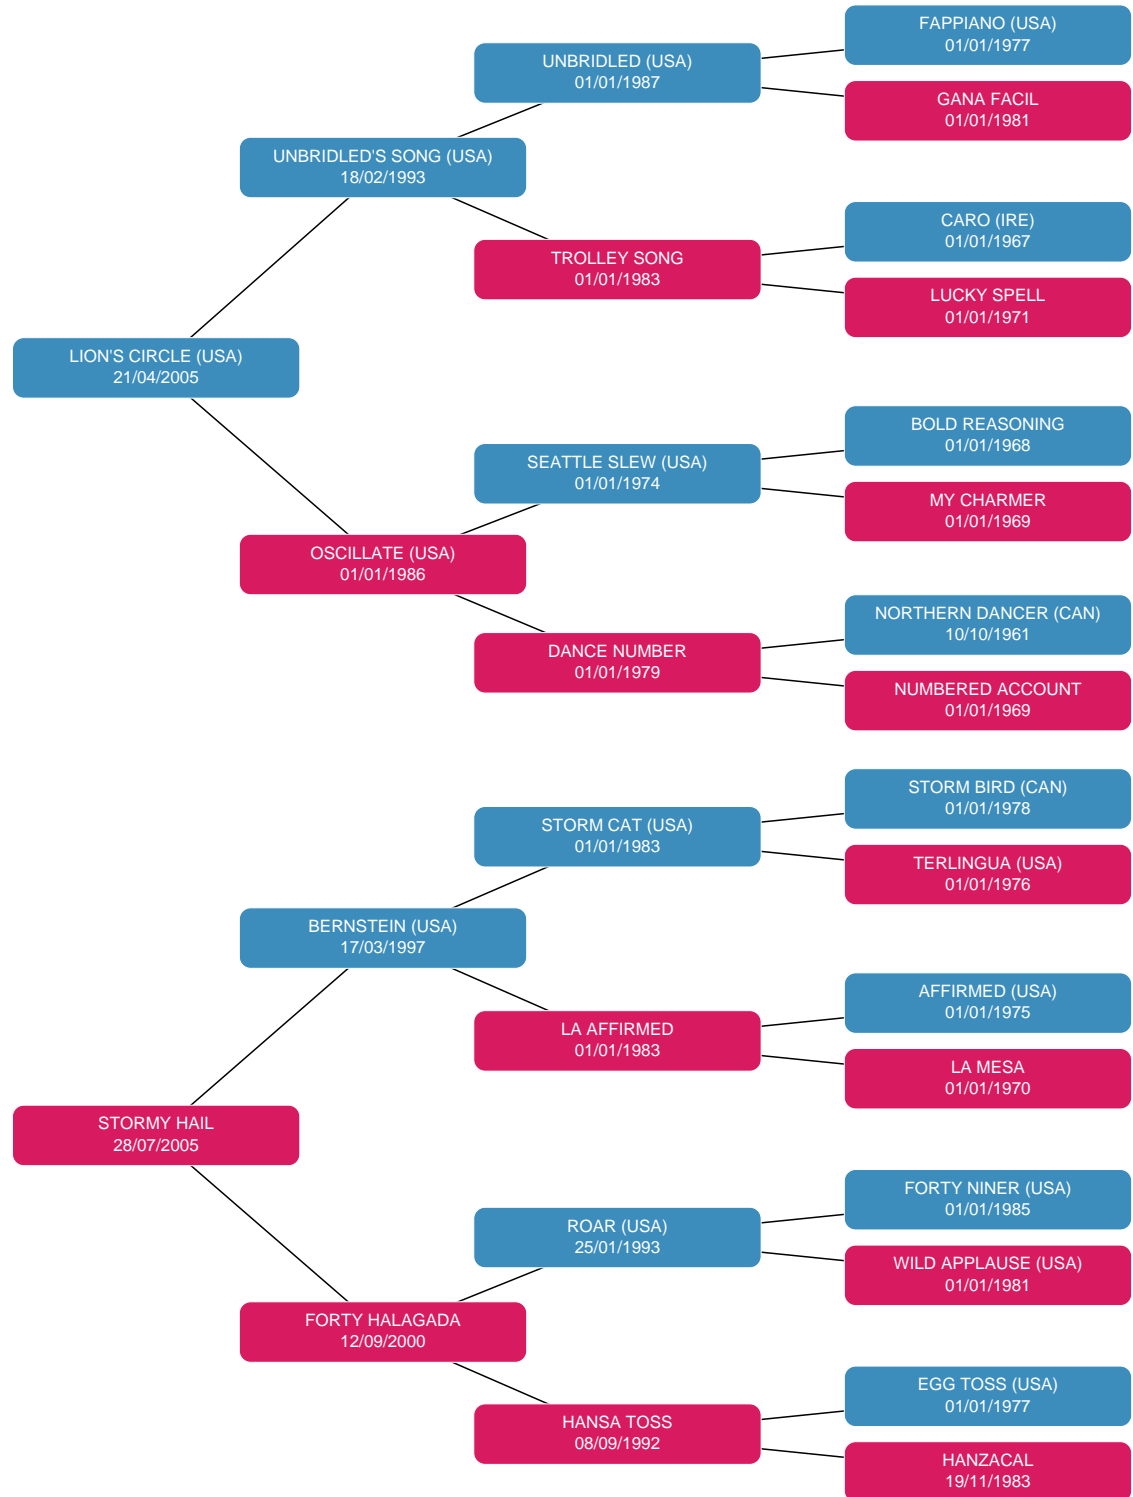 FAPPIANO (USA)
01/01/1977
UNBRIDLED (USA)
01/01/1987
GANA FACIL
01/01/1981
UNBRIDLED'S SONG (USA)
18/02/1993
CARO (IRE)
01/01/1967
TROLLEY SONG
01/01/1983
LUCKY SPELL
01/01/1971
LION'S CIRCLE (USA)
21/04/2005
BOLD REASONING
01/01/1968
SEATTLE SLEW (USA)
01/01/1974
MY CHARMER
01/01/1969
OSCILLATE (USA)
01/01/1986
NORTHERN DANCER (CAN)
10/10/1961
DANCE NUMBER
01/01/1979
NUMBERED ACCOUNT
01/01/1969
STORM BIRD (CAN)
01/01/1978
STORM CAT (USA)
01/01/1983
TERLINGUA (USA)
01/01/1976
BERNSTEIN (USA)
17/03/1997
AFFIRMED (USA)
01/01/1975
LA AFFIRMED
01/01/1983
LA MESA
01/01/1970
STORMY HAIL
28/07/2005
FORTY NINER (USA)
01/01/1985
ROAR (USA)
25/01/1993
WILD APPLAUSE (USA)
01/01/1981
FORTY HALAGADA
12/09/2000
EGG TOSS (USA)
01/01/1977
HANSA TOSS
08/09/1992
HANZACAL
19/11/1983